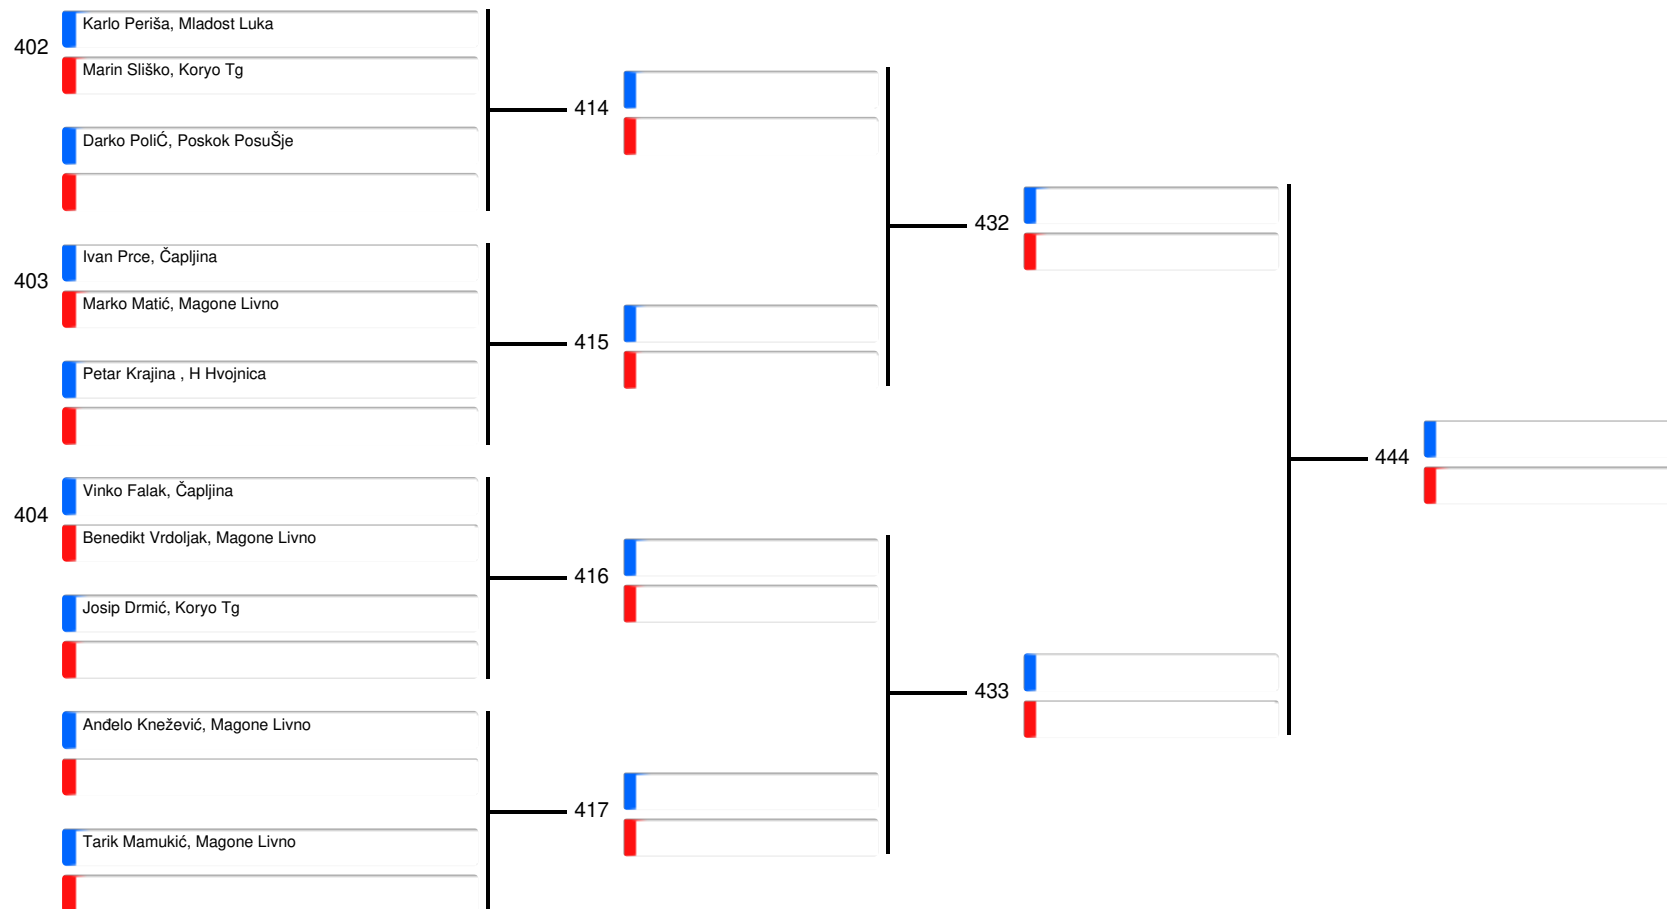 402
Karlo Periša, Mladost Luka
Marin Sliško, Koryo Tg
Darko PoliĆ, Poskok PosuŠje
414
403
Ivan Prce, Čapljina
Marko Matić, Magone Livno
Petar Krajina , H Hvojnica
415
432
404
Vinko Falak, Čapljina
Benedikt Vrdoljak, Magone Livno
Josip Drmić, Koryo Tg
416
Anđelo Knežević, Magone Livno
Tarik Mamukić, Magone Livno
417
433
444